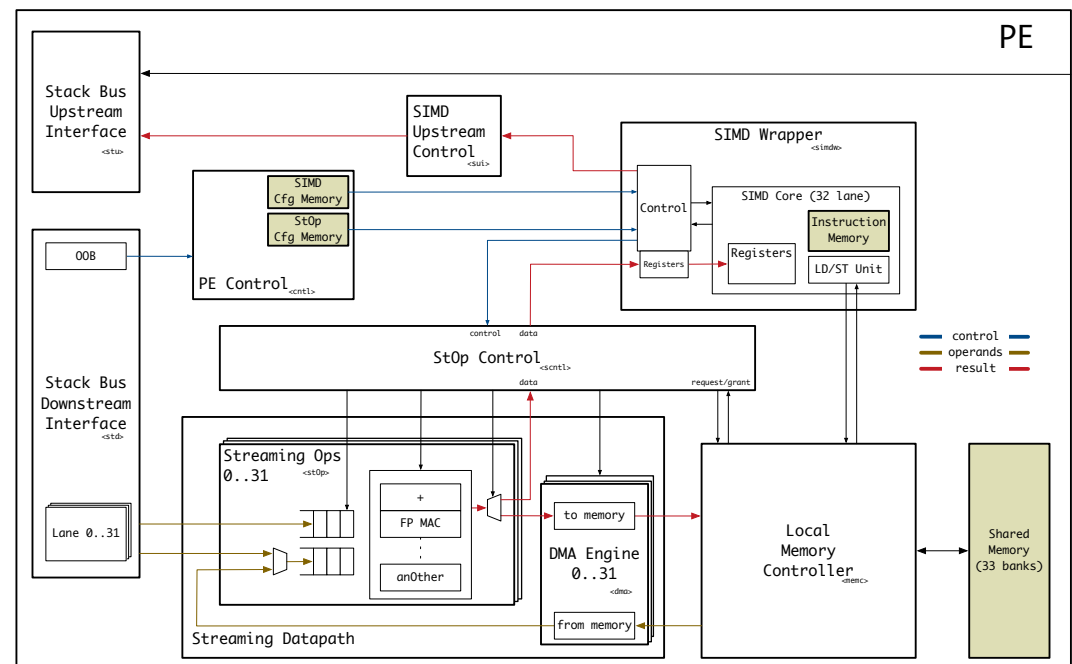 PE
Stack Bus
Upstream
Interface
<stu>
SIMD
Upstream
Control
<sui>
SIMD Wrapper
<simdw>
SIMD
Cfg Memory
StOp
Cfg Memory
PE Control
<cntl>
Control
Registers
SIMD Core (32 lane)
Instruction
Memory
Registers
LD/ST Unit
OOB
Stack Bus
Downstream
Interface
<std>
Lane 0..31
control
data
StOp Control
<scntl>
data
request/grant
control
operands
result
Streaming Ops
0..31
<stOp>
+
FP MAC
anOther
to memory
DMA Engine
0..31
<dma>
from memory
Streaming Datapath
Local
Memory
Controller
<memc>
Shared
Memory
(33 banks)